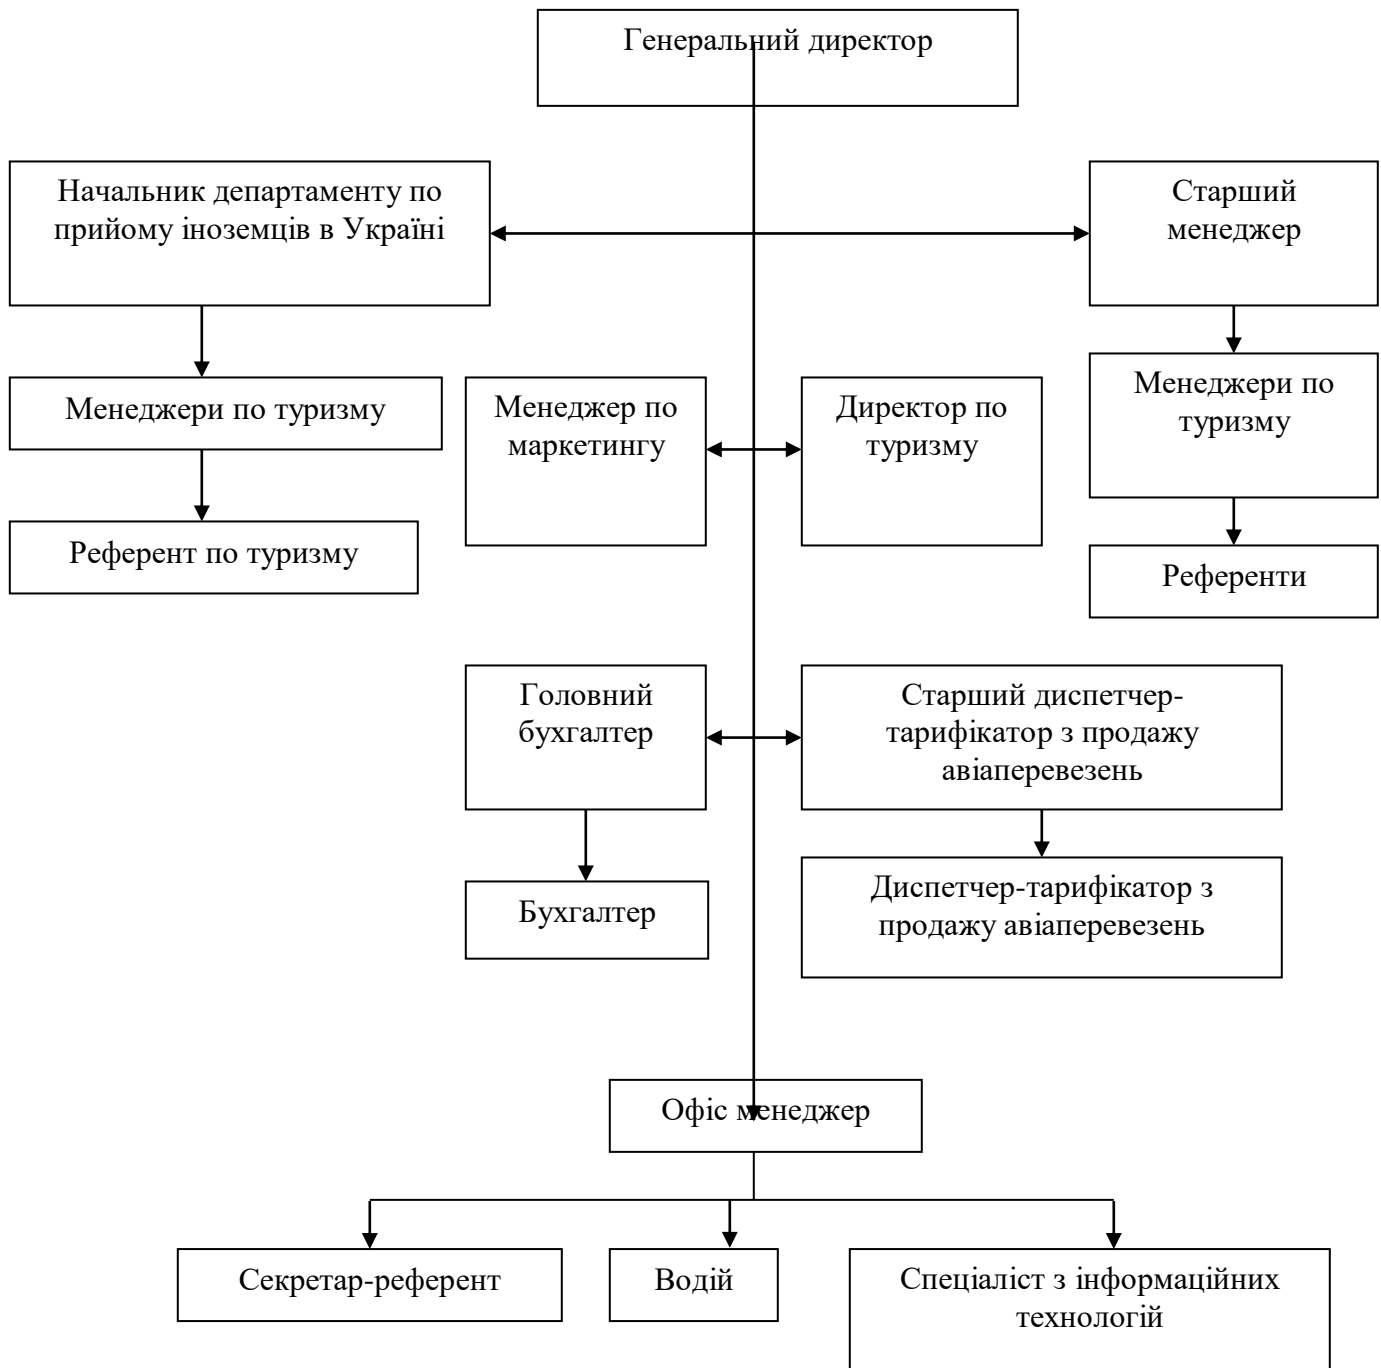 Генеральний директор
Начальник департаменту по
прийому іноземців в Україні
Старший
менеджер
Менеджери по туризму
Менеджер по
маркетингу
Директор по
туризму
Менеджери по
туризму
Референт по туризму
Референти
Головний
бухгалтер
Старший диспетчер-
тарифікатор з продажу
авіаперевезень
Бухгалтер
Диспетчер-тарифікатор з
продажу авіаперевезень
Офіс менеджер
Секретар-референт
Водій
Спеціаліст з інформаційних
технологій